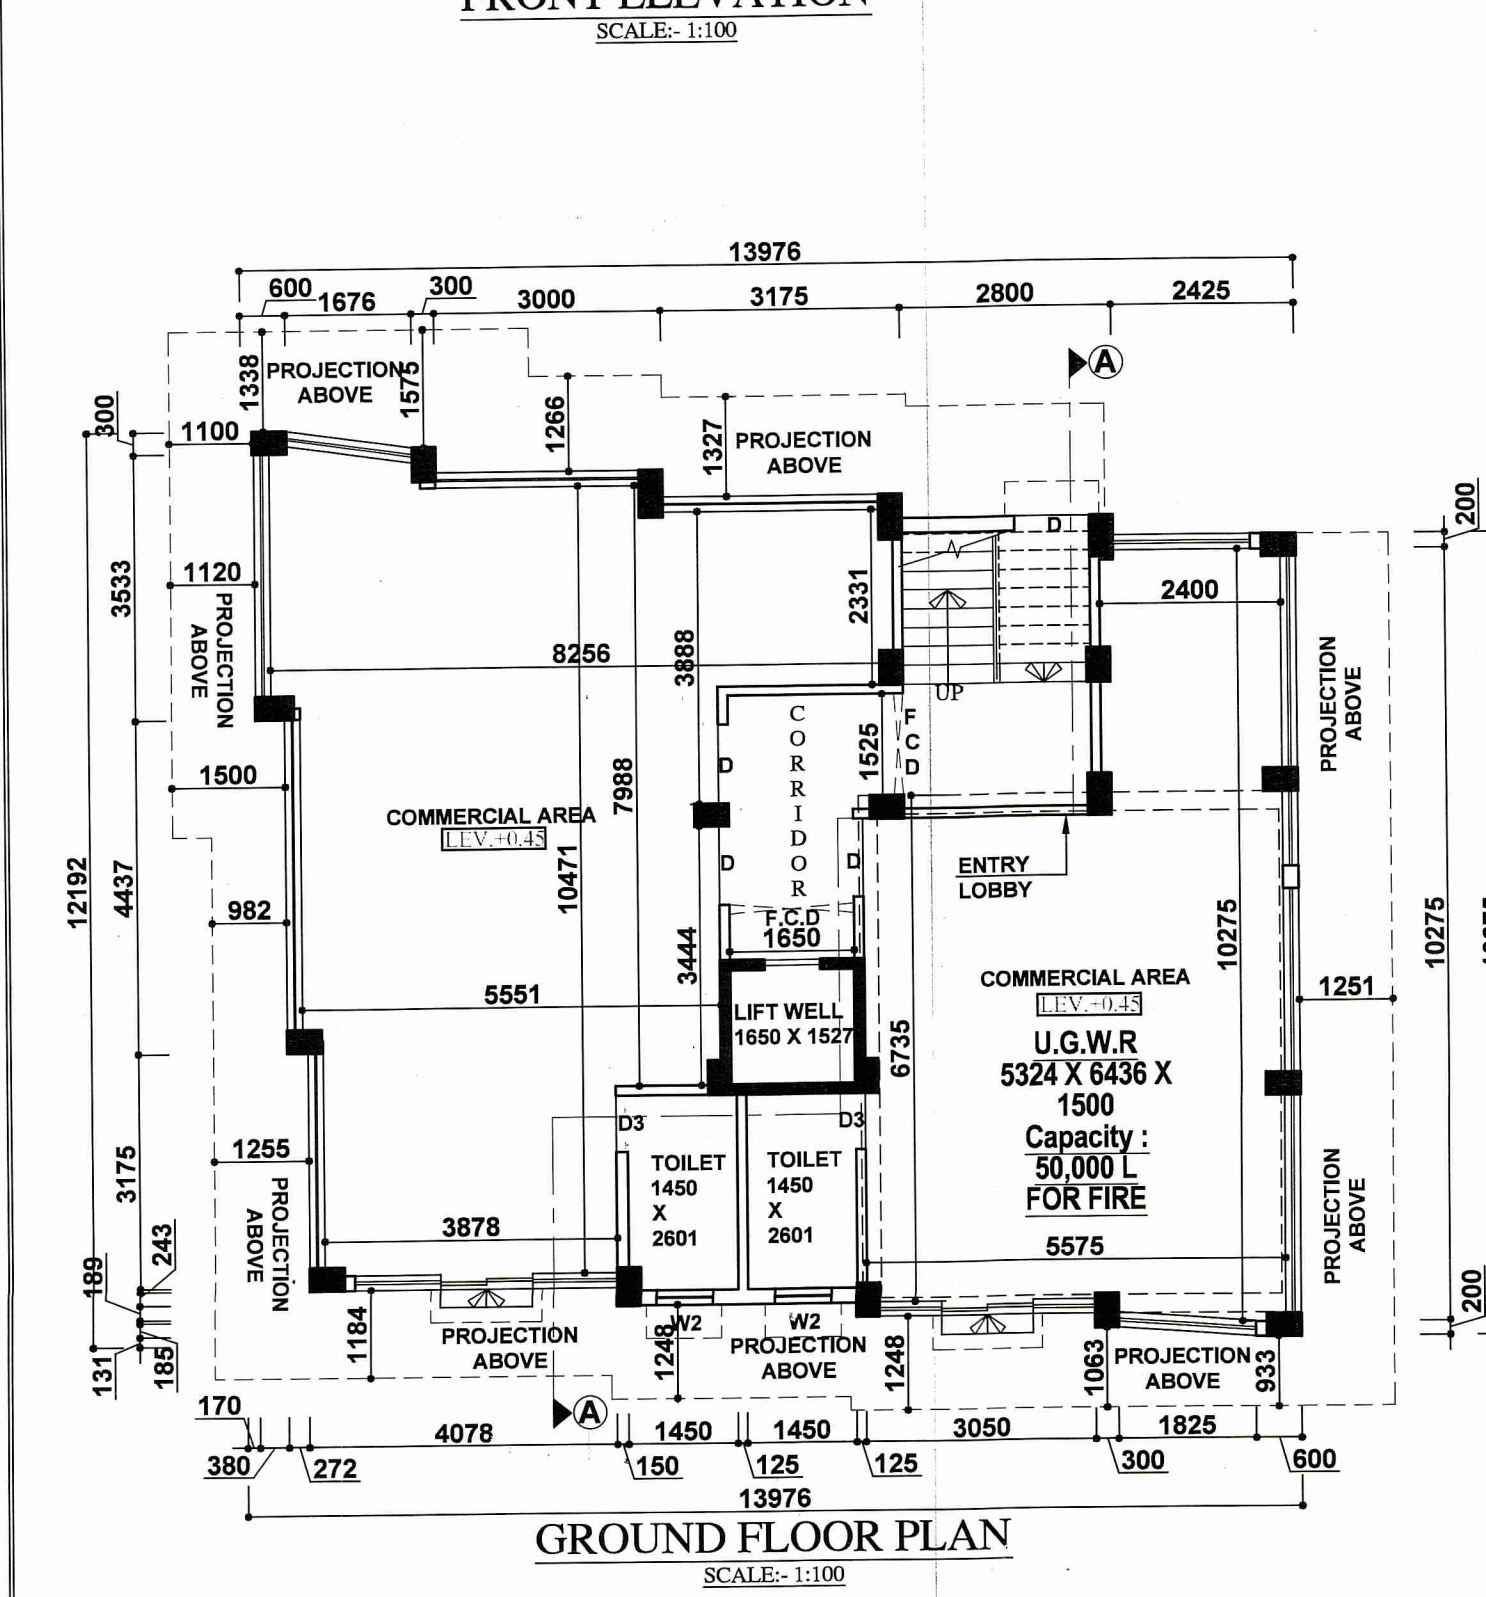 FRONT ELEVATION
SCALE:- 1:100
13976
600
1676
300
3000
3175
2800
2425
1338
PROJECTION
ABOVE
1575
1266
1327
PROJECTION
ABOVE
A
300
1100
200
3533
1120
PROJECTION
ABOVE
8256
3888
2331
D
2400
UP
PROJECTION
ABOVE
1500
CORRIDOR
D
1525
F
C
D
7988
COMMERCIAL AREA
LEV.+0.45
10471
12192
4437
982
D
D
ENTRY
LOBBY
F.C.D
1650
3444
5551
LIFT WELL
1650 X 1527
6735
10275
COMMERCIAL AREA
LEV.+0.45
U.G.W.R
5324 X 6436 X
1500
Capacity :
50,000 L
FOR FIRE
1251
10275
3175
1255
PROJECTION
ABOVE
D3
D3
TOILET
1450
X
2601
TOILET
1450
X
2601
3878
5575
PROJECTION
ABOVE
243
189
131
185
200
1184
PROJECTION
ABOVE
W2
1248
W2
PROJECTION
ABOVE
1248
1063
PROJECTION
ABOVE
933
A
170
380
272
4078
150
1450
125
1450
125
3050
300
1825
600
13976
GROUND FLOOR PLAN
SCALE:- 1:100